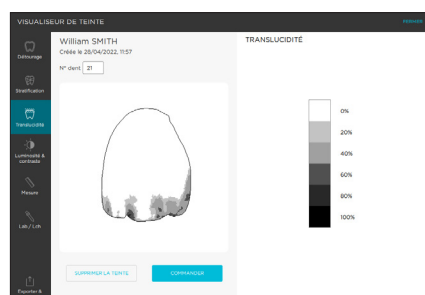 VISUALISEUR DE TEINTE
FERMER
Détourage
Stratification
Translucidité
Luminosité &
contraste
Mesure
Lab / Lch
Exporter &
William SMITH
Créée le 28/04/2022, 11:57
N° dent 21
SUPPRIMER LA TEINTE
COMMANDER
TRANSLUCIDITÉ
0%
20%
40%
60%
80%
100%